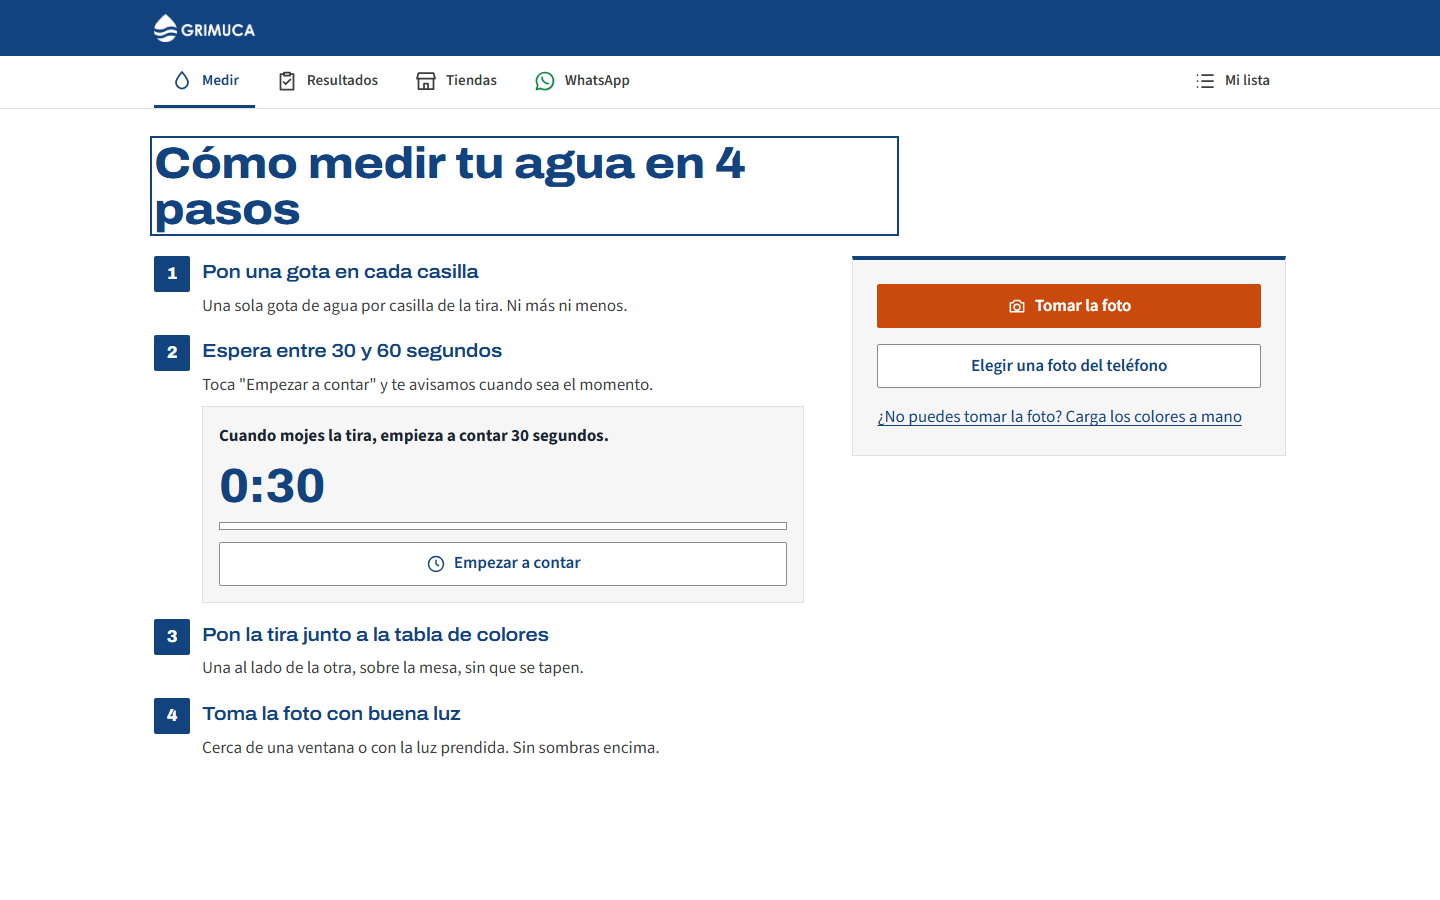 GRIMUCA
Medir
Resultados
Tiendas
WhatsApp
Mi lista
Cómo medir tu agua en 4
pasos
1
Pon una gota en cada casilla
Una sola gota de agua por casilla de la tira. Ni más ni menos.
2
Espera entre 30 y 60 segundos
Toca "Empezar a contar" y te avisamos cuando sea el momento.
Cuando mojes la tira, empieza a contar 30 segundos.
0:30
Empezar a contar
3
Pon la tira junto a la tabla de colores
Una al lado de la otra, sobre la mesa, sin que se tapen.
4
Toma la foto con buena luz
Cerca de una ventana o con la luz prendida. Sin sombras encima.
Tomar la foto
Elegir una foto del teléfono
¿No puedes tomar la foto? Carga los colores a mano